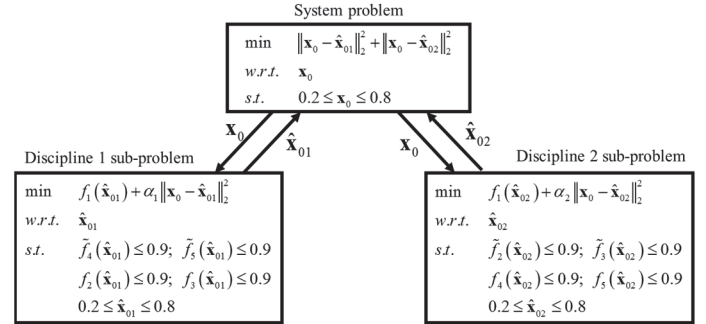 System problem
min ‖x₀ − x̂₀₁‖₂² + ‖x₀ − x̂₀₂‖₂²
w.r.t. x₀
s.t. 0.2 ≤ x₀ ≤ 0.8
x₀ x̂₀₁ x₀ x̂₀₂
Discipline 1 sub-problem
min f₁(x̂₀₁) + α₁‖x₀ − x̂₀₁‖₂²
w.r.t. x̂₀₁
s.t. f̃₄(x̂₀₁) ≤ 0.9; f̃₅(x̂₀₁) ≤ 0.9
f₂(x̂₀₁) ≤ 0.9; f₃(x̂₀₁) ≤ 0.9
0.2 ≤ x̂₀₁ ≤ 0.8
Discipline 2 sub-problem
min f₁(x̂₀₂) + α₂‖x₀ − x̂₀₂‖₂²
w.r.t. x̂₀₂
s.t. f̃₂(x̂₀₂) ≤ 0.9; f̃₃(x̂₀₂) ≤ 0.9
f₄(x̂₀₂) ≤ 0.9; f₅(x̂₀₂) ≤ 0.9
0.2 ≤ x̂₀₂ ≤ 0.8